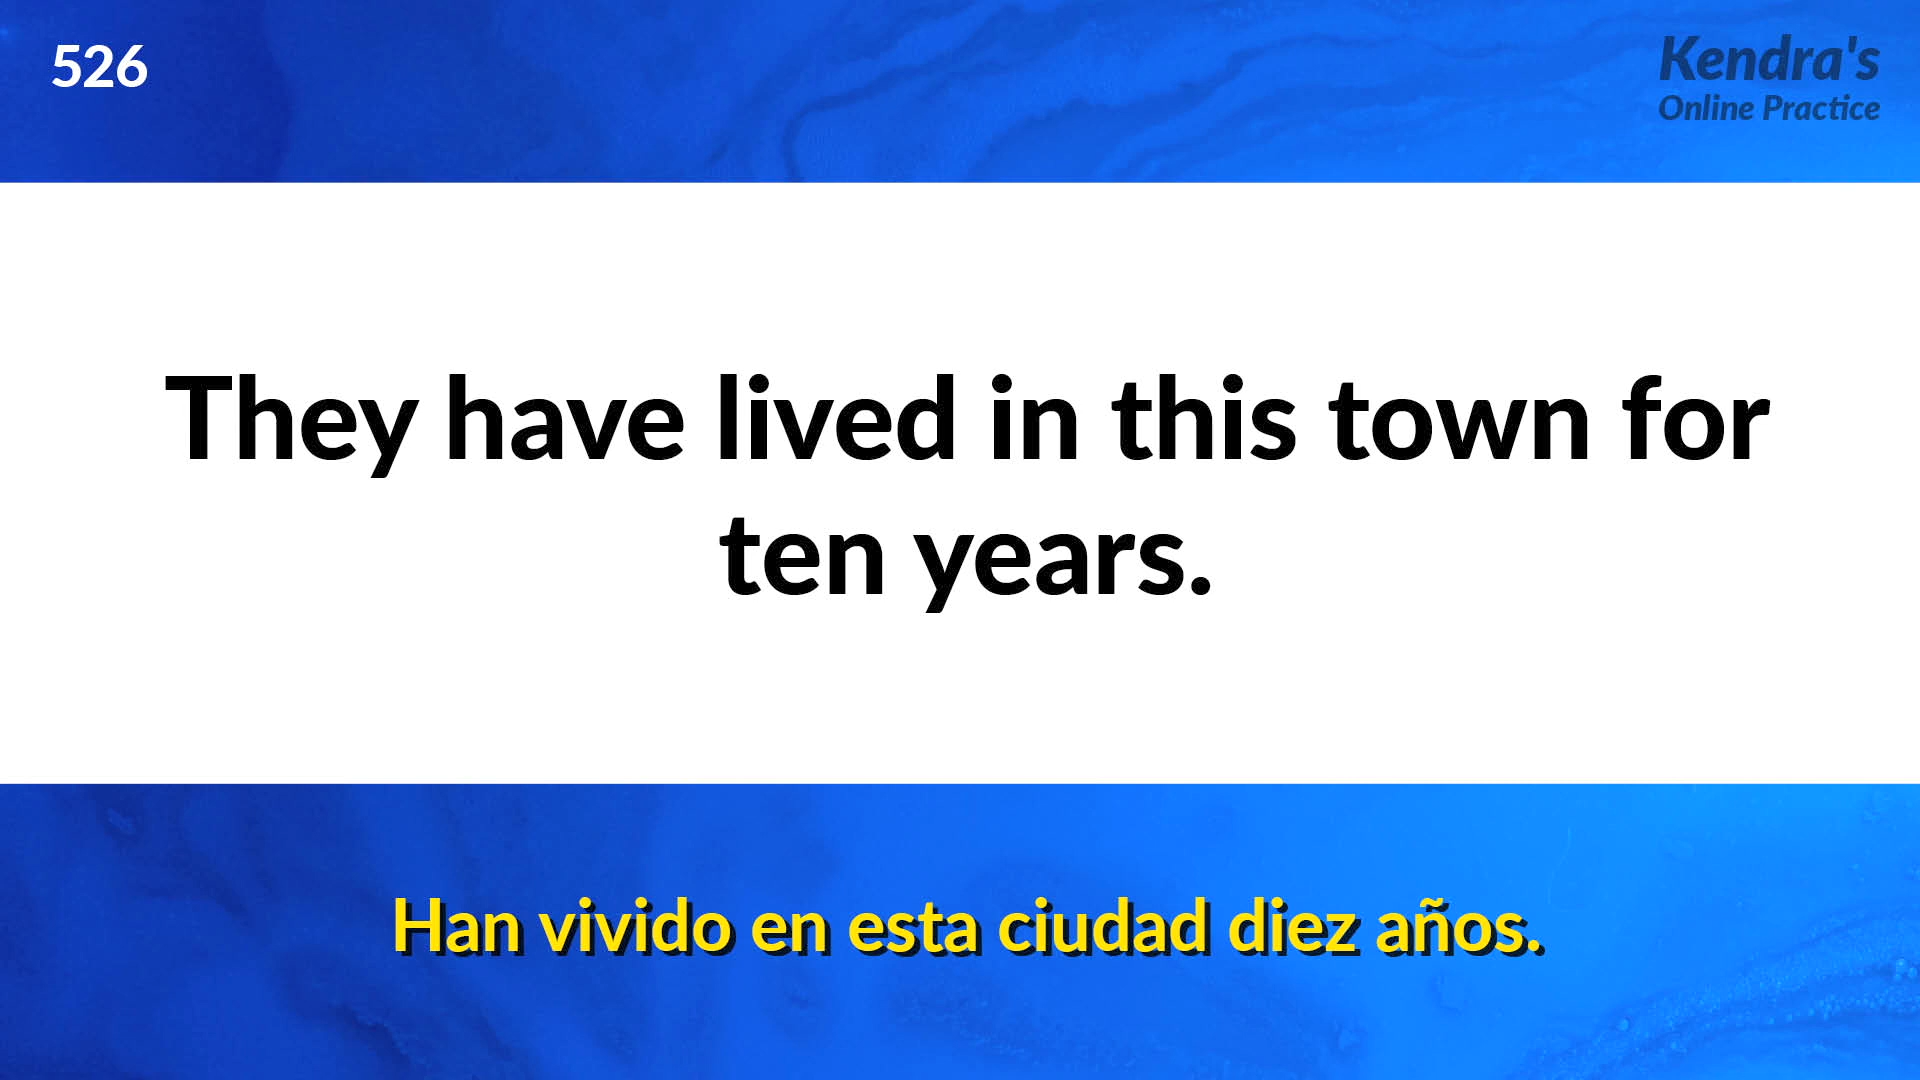 526
Kendra's
Online Practice
They have lived in this town for
ten years.
Han vivido en esta ciudad diez años.